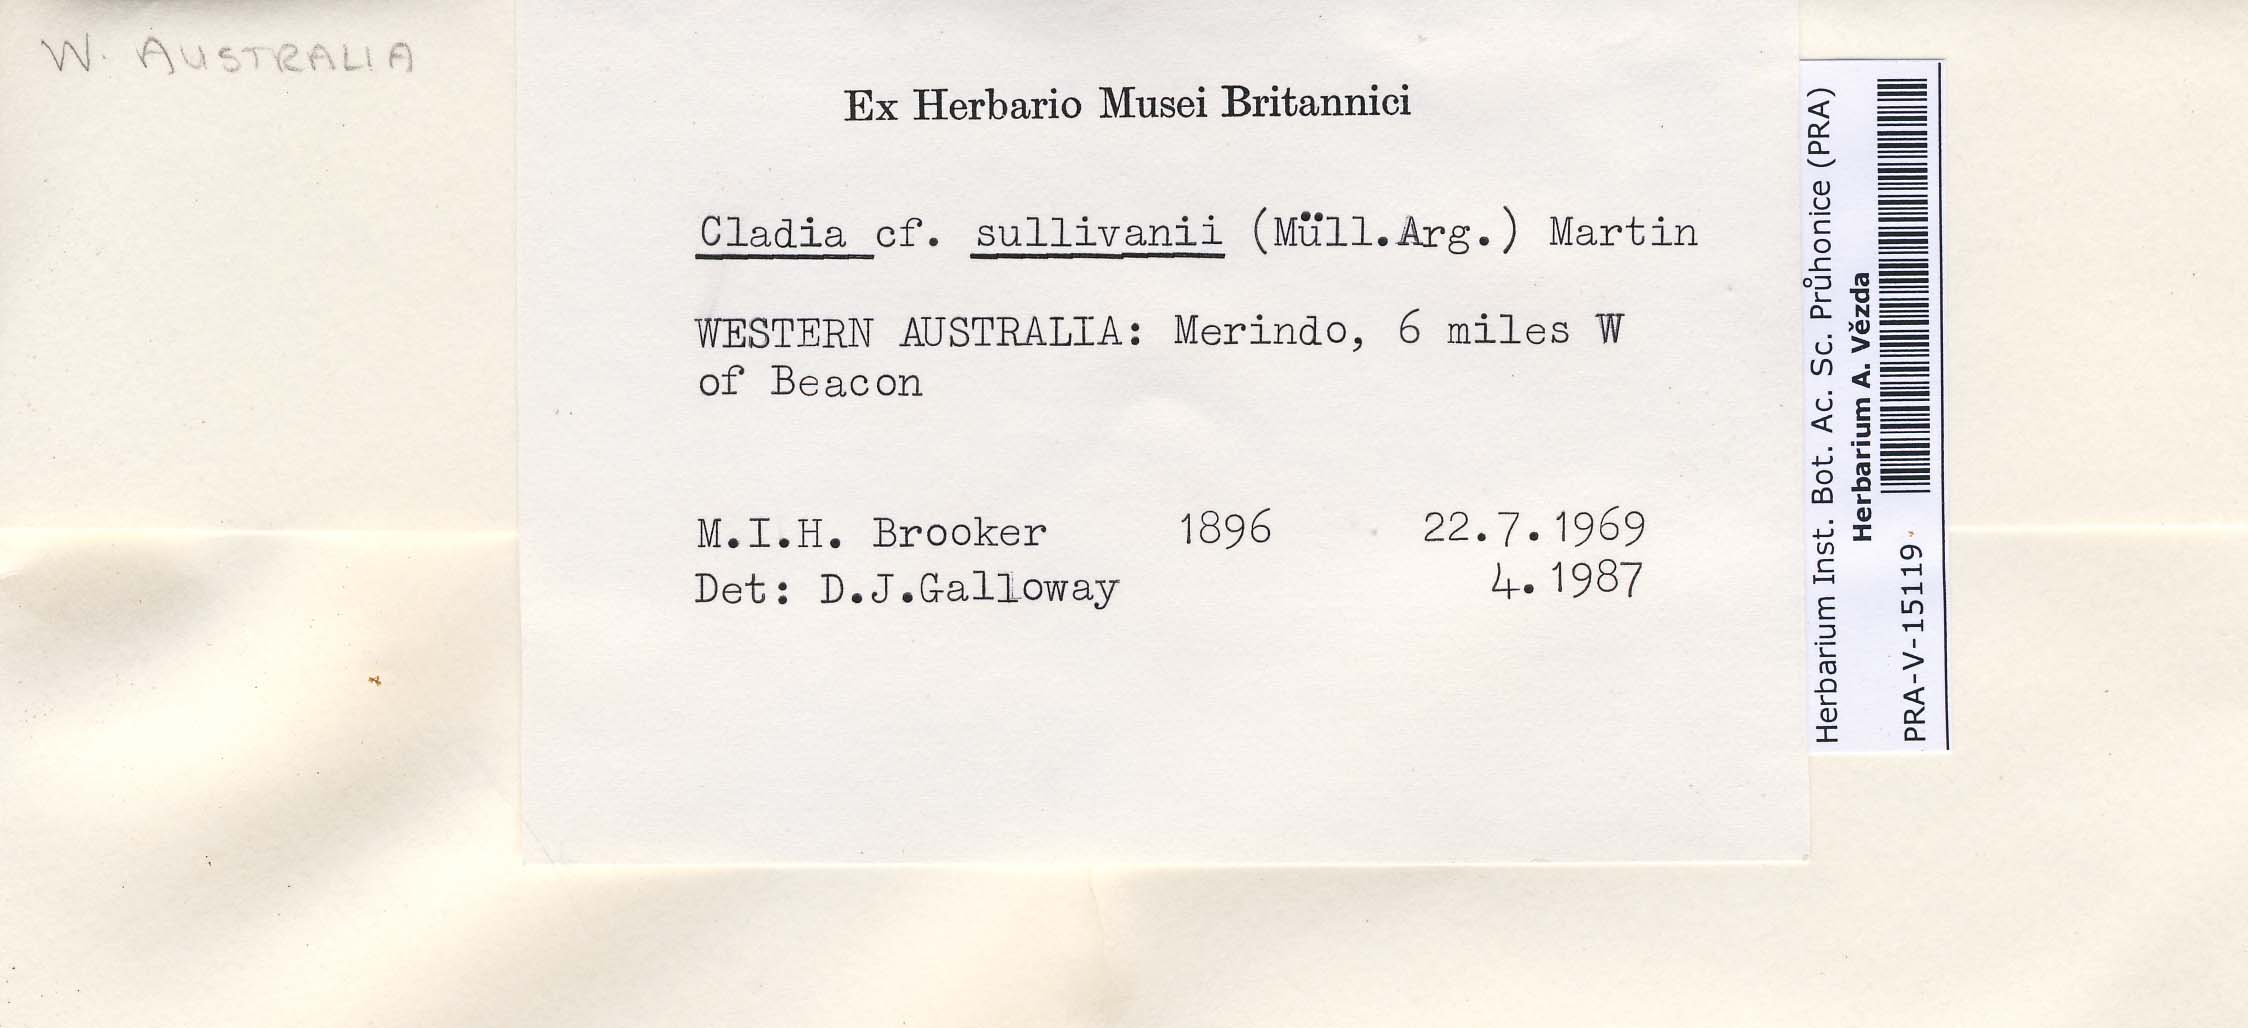 W. AUSTRALIA
Ex Herbario Musei Britannici
Cladia cf. sullivanii (Müll.Arg.) Martin
WESTERN AUSTRALIA: Merindo, 6 miles W
of Beacon
M.I.H. Brooker 1896 22.7.1969
Det: D.J.Galloway 4.1987
Herbarium Inst. Bot. Ac. Sc. Průhonice (PRA)
Herbarium A. Vězda
PRA-V-15119